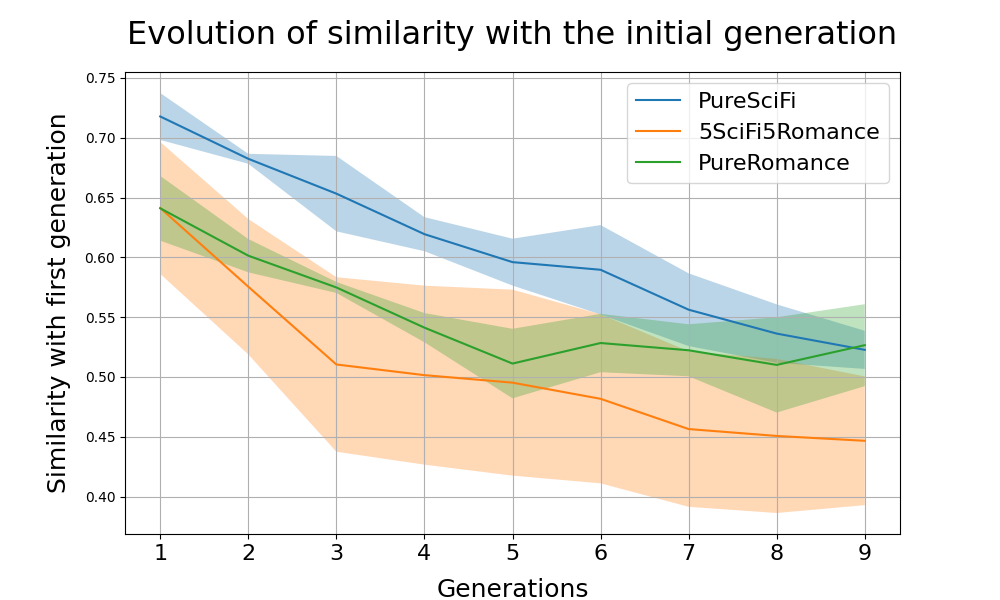 Evolution of similarity with the initial generation
Similarity with first generation
0.75
0.70
0.65
0.60
0.55
0.50
0.45
0.40
PureSciFi
5SciFi5Romance
PureRomance
1 2 3 4 5 6 7 8 9
Generations